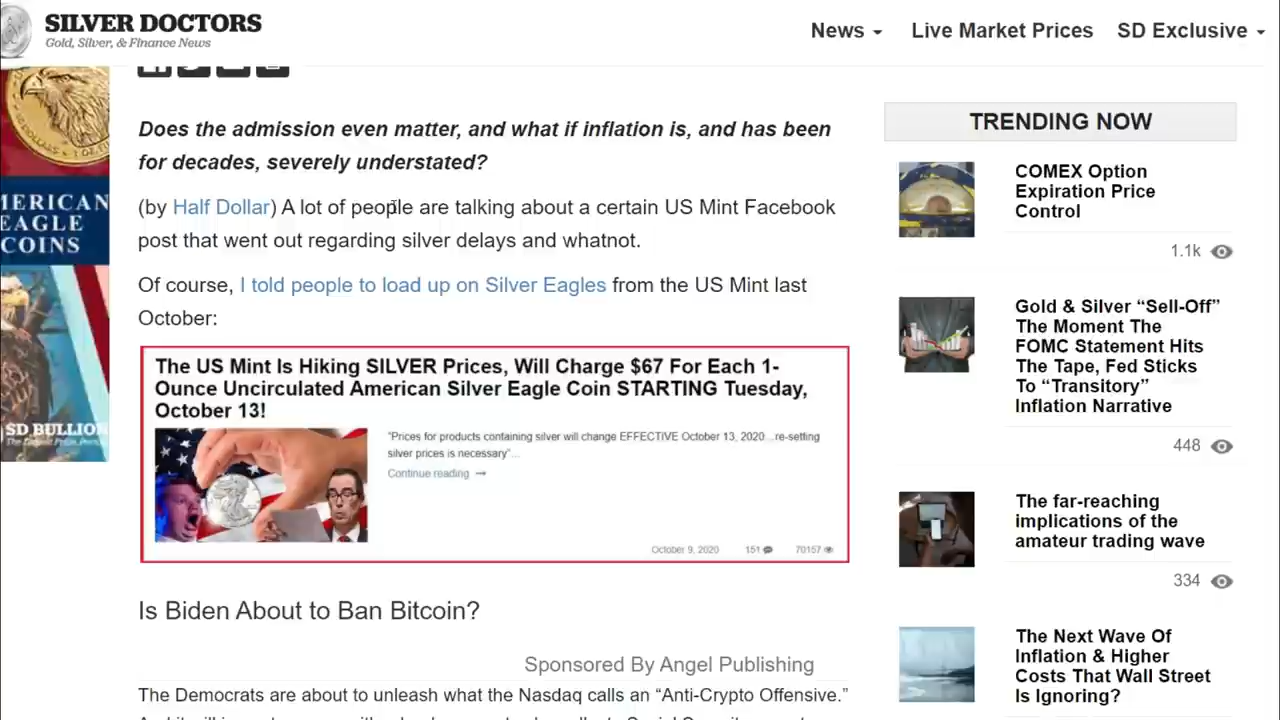 SILVER DOCTORS
Gold, Silver, & Finance News
News
Live Market Prices
SD Exclusive
Does the admission even matter, and what if inflation is, and has been
for decades, severely understated?
(by Half Dollar) A lot of people are talking about a certain US Mint Facebook
post that went out regarding silver delays and whatnot.
Of course, I told people to load up on Silver Eagles from the US Mint last
October:
The US Mint Is Hiking SILVER Prices, Will Charge $67 For Each 1-
Ounce Uncirculated American Silver Eagle Coin STARTING Tuesday,
October 13!
"Prices for products containing silver will change EFFECTIVE October 13, 2020...re-setting
silver prices is necessary"...
Continue reading →
October 9, 2020 151 70157
Is Biden About to Ban Bitcoin?
Sponsored By Angel Publishing
The Democrats are about to unleash what the Nasdaq calls an “Anti-Crypto Offensive.”
MERICAN
EAGLE
COINS
SD BULLION
TRENDING NOW
COMEX Option
Expiration Price
Control
1.1k
Gold & Silver “Sell-Off”
The Moment The
FOMC Statement Hits
The Tape, Fed Sticks
To “Transitory”
Inflation Narrative
448
The far-reaching
implications of the
amateur trading wave
334
The Next Wave Of
Inflation & Higher
Costs That Wall Street
Is Ignoring?